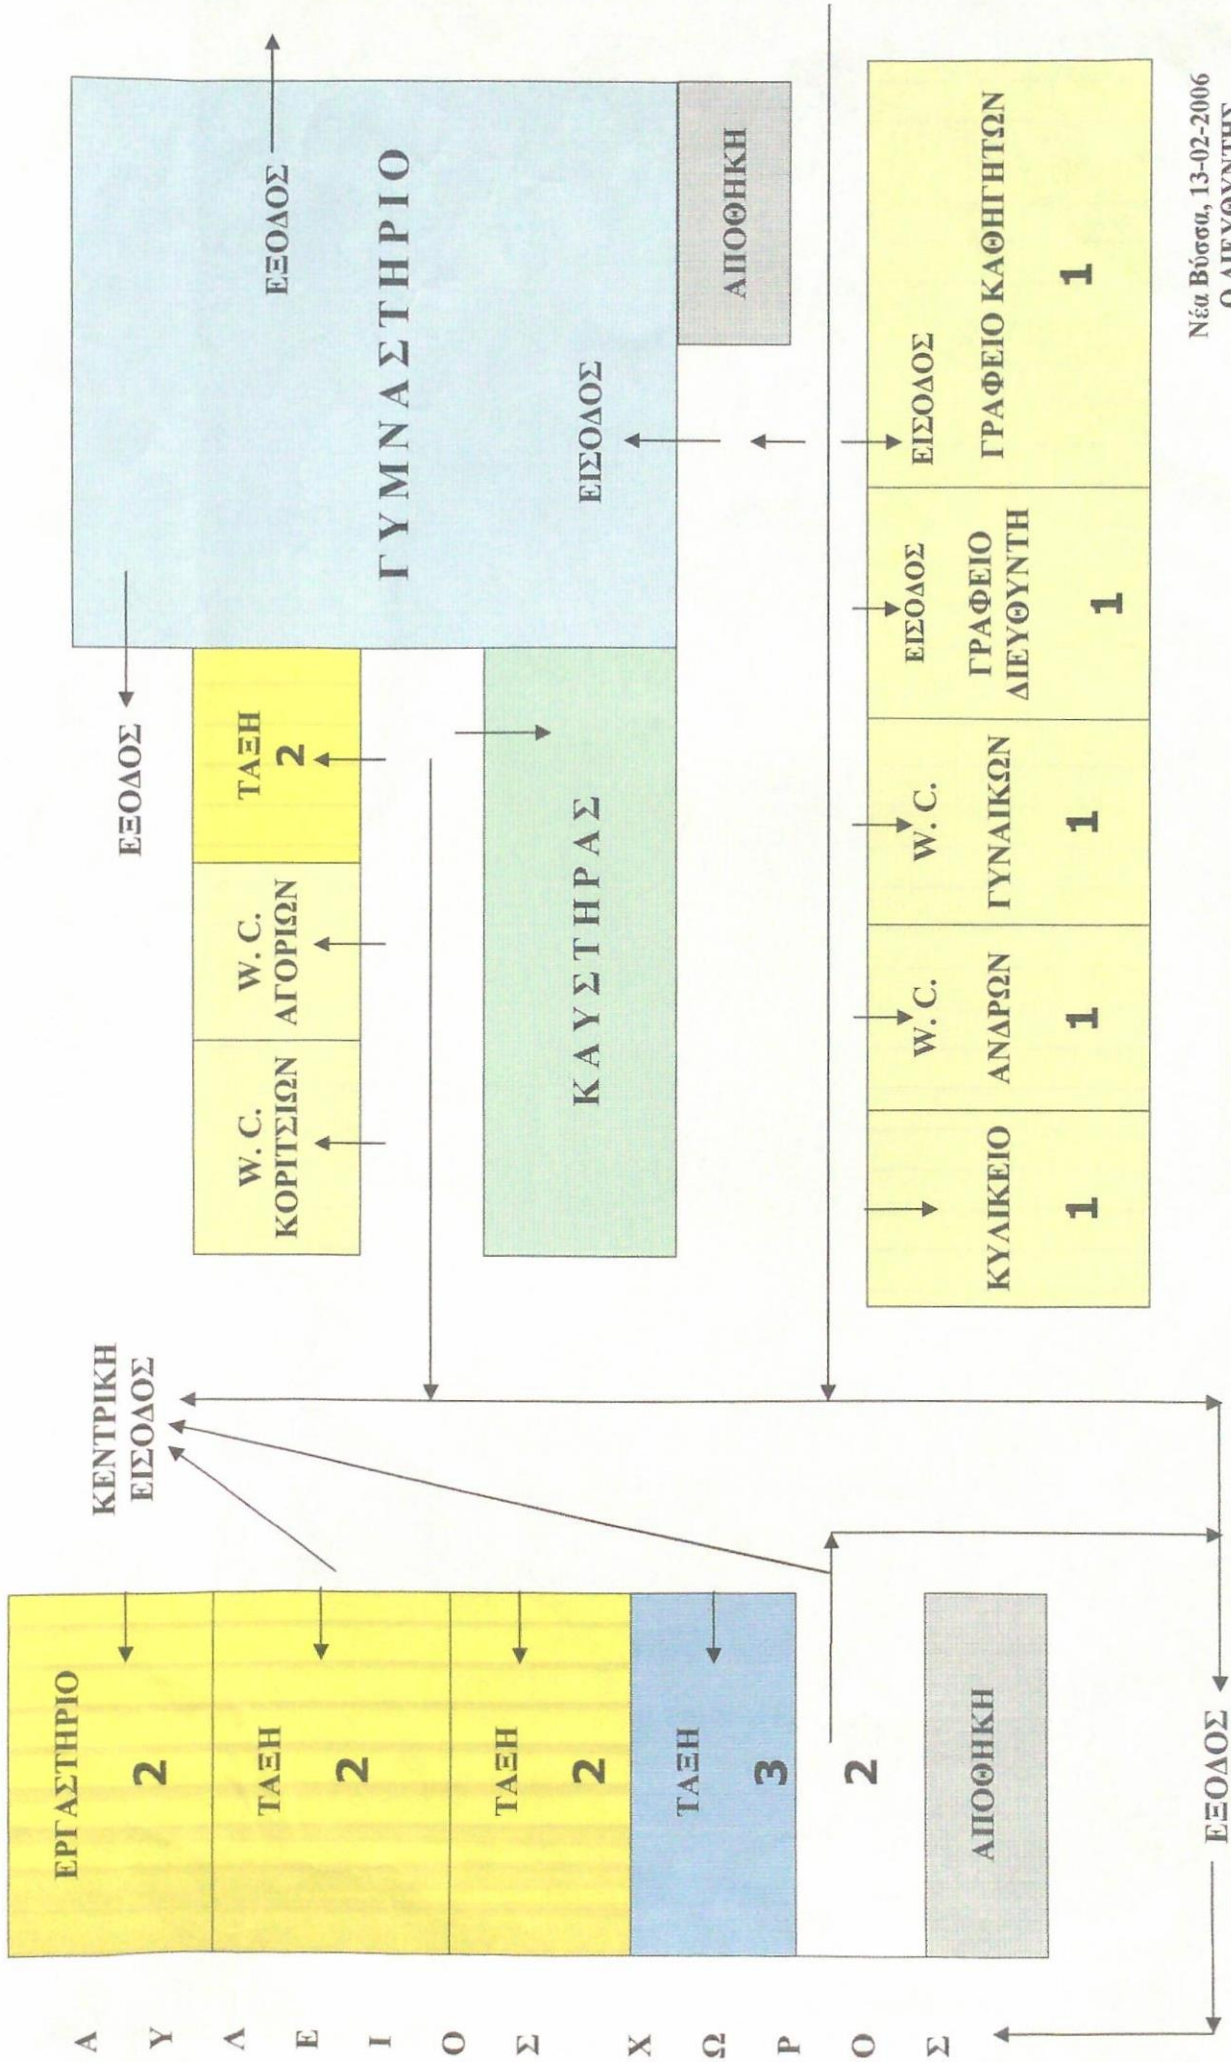 Α Υ Λ Ε Ι Ο Σ Χ Ω Ρ Ο Σ
ΕΡΓΑΣΤΗΡΙΟ
2
ΤΑΞΗ
2
ΤΑΞΗ
2
ΤΑΞΗ
3
2
ΑΠΟΘΗΚΗ
ΕΞΟΔΟΣ
ΚΕΝΤΡΙΚΗ
ΕΙΣΟΔΟΣ
ΕΞΟΔΟΣ
W. C.
ΚΟΡΙΤΣΙΩΝ
W. C.
ΑΓΟΡΙΩΝ
ΤΑΞΗ
2
ΚΑΥΣΤΗΡΑΣ
ΕΞΟΔΟΣ
ΓΥΜΝΑΣΤΗΡΙΟ
ΕΙΣΟΔΟΣ
ΑΠΟΘΗΚΗ
ΚΥΛΙΚΕΙΟ
1
W. C.
ΑΝΔΡΩΝ
1
W. C.
ΓΥΝΑΙΚΩΝ
1
ΕΙΣΟΔΟΣ
ΓΡΑΦΕΙΟ
ΔΙΕΥΘΥΝΤΗ
1
ΕΙΣΟΔΟΣ
ΓΡΑΦΕΙΟ ΚΑΘΗΓΗΤΩΝ
1
Νέα Βύσσα, 13-02-2006
Ο ΔΙΕΥΘΥΝΤΗΣ